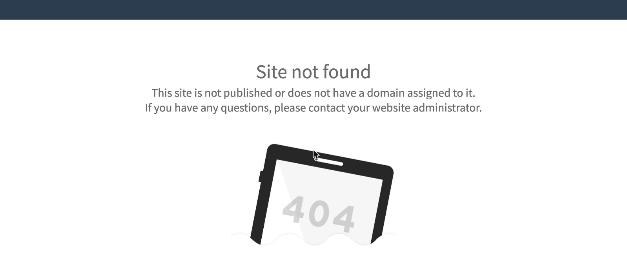 Site not found
This site is not published or does not have a domain assigned to it.
If you have any questions, please contact your website administrator.
404